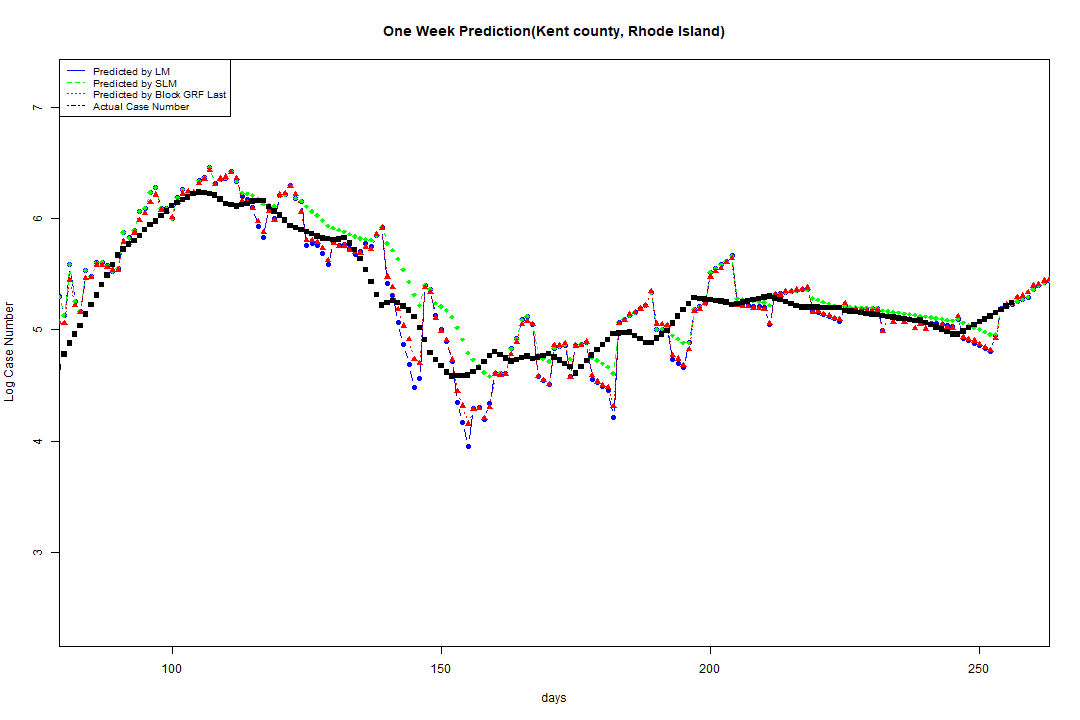 One Week Prediction(Kent county, Rhode Island)
Predicted by LM
Predicted by SLM
Predicted by Block GRF Last
Actual Case Number
7
6
5
4
3
Log Case Number
100 150 200 250
days